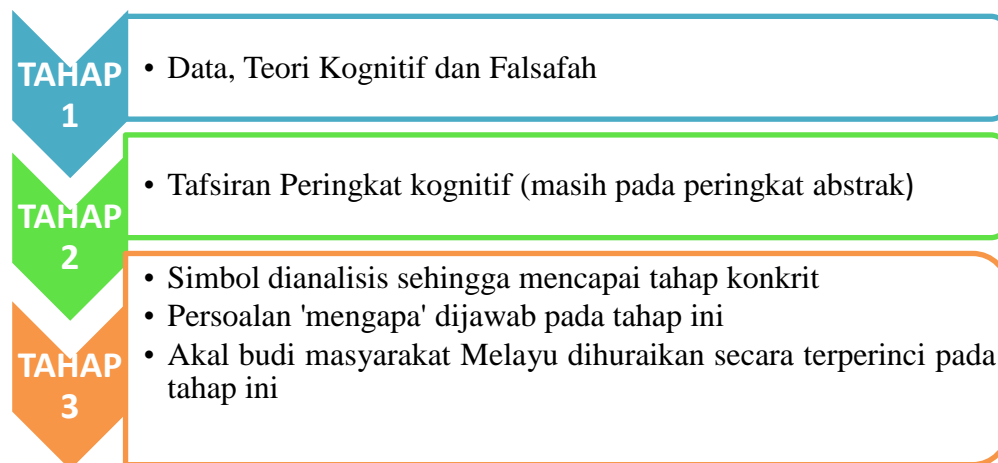 TAHAP
1
• Data, Teori Kognitif dan Falsafah
TAHAP
2
• Tafsiran Peringkat kognitif (masih pada peringkat abstrak)
TAHAP
3
• Simbol dianalisis sehingga mencapai tahap konkrit
• Persoalan 'mengapa' dijawab pada tahap ini
• Akal budi masyarakat Melayu dihuraikan secara terperinci pada
tahap ini